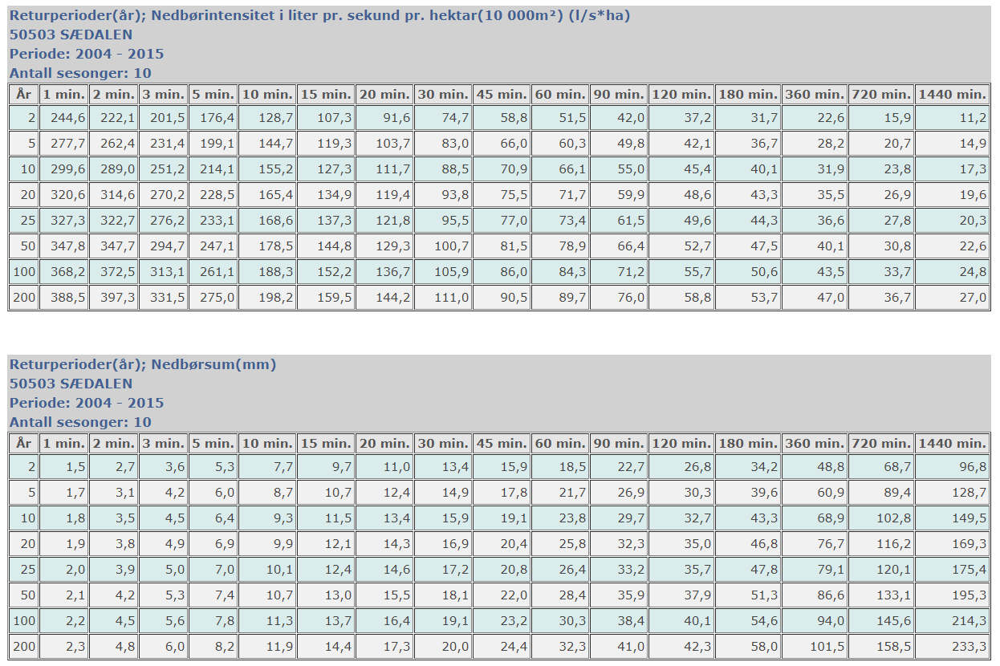 Returperioder(år); Nedbørintensitet i liter pr. sekund pr. hektar(10 000m²) (l/s*ha)
50503 SÆDALEN
Periode: 2004 - 2015
Antall sesonger: 10
År 1 min. 2 min. 3 min. 5 min. 10 min. 15 min. 20 min. 30 min. 45 min. 60 min. 90 min. 120 min. 180 min. 360 min. 720 min. 1440 min.
2 244,6 222,1 201,5 176,4 128,7 107,3 91,6 74,7 58,8 51,5 42,0 37,2 31,7 22,6 15,9 11,2
5 277,7 262,4 231,4 199,1 144,7 119,3 103,7 83,0 66,0 60,3 49,8 42,1 36,7 28,2 20,7 14,9
10 299,6 289,0 251,2 214,1 155,2 127,3 111,7 88,5 70,9 66,1 55,0 45,4 40,1 31,9 23,8 17,3
20 320,6 314,6 270,2 228,5 165,4 134,9 119,4 93,8 75,5 71,7 59,9 48,6 43,3 35,5 26,9 19,6
25 327,3 322,7 276,2 233,1 168,6 137,3 121,8 95,5 77,0 73,4 61,5 49,6 44,3 36,6 27,8 20,3
50 347,8 347,7 294,7 247,1 178,5 144,8 129,3 100,7 81,5 78,9 66,4 52,7 47,5 40,1 30,8 22,6
100 368,2 372,5 313,1 261,1 188,3 152,2 136,7 105,9 86,0 84,3 71,2 55,7 50,6 43,5 33,7 24,8
200 388,5 397,3 331,5 275,0 198,2 159,5 144,2 111,0 90,5 89,7 76,0 58,8 53,7 47,0 36,7 27,0
Returperioder(år); Nedbørsum(mm)
50503 SÆDALEN
Periode: 2004 - 2015
Antall sesonger: 10
År 1 min. 2 min. 3 min. 5 min. 10 min. 15 min. 20 min. 30 min. 45 min. 60 min. 90 min. 120 min. 180 min. 360 min. 720 min. 1440 min.
2 1,5 2,7 3,6 5,3 7,7 9,7 11,0 13,4 15,9 18,5 22,7 26,8 34,2 48,8 68,7 96,8
5 1,7 3,1 4,2 6,0 8,7 10,7 12,4 14,9 17,8 21,7 26,9 30,3 39,6 60,9 89,4 128,7
10 1,8 3,5 4,5 6,4 9,3 11,5 13,4 15,9 19,1 23,8 29,7 32,7 43,3 68,9 102,8 149,5
20 1,9 3,8 4,9 6,9 9,9 12,1 14,3 16,9 20,4 25,8 32,3 35,0 46,8 76,7 116,2 169,3
25 2,0 3,9 5,0 7,0 10,1 12,4 14,6 17,2 20,8 26,4 33,2 35,7 47,8 79,1 120,1 175,4
50 2,1 4,2 5,3 7,4 10,7 13,0 15,5 18,1 22,0 28,4 35,9 37,9 51,3 86,6 133,1 195,3
100 2,2 4,5 5,6 7,8 11,3 13,7 16,4 19,1 23,2 30,3 38,4 40,1 54,6 94,0 145,6 214,3
200 2,3 4,8 6,0 8,2 11,9 14,4 17,3 20,0 24,4 32,3 41,0 42,3 58,0 101,5 158,5 233,3